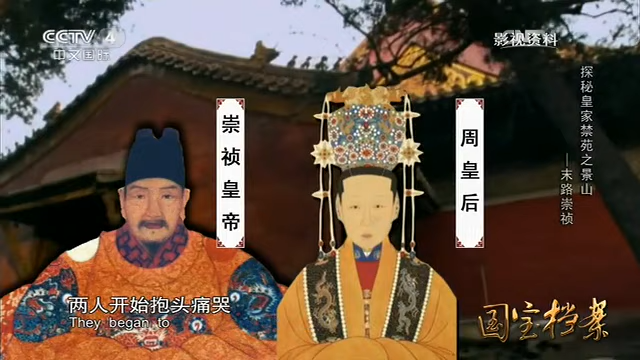 CCTV 4
中文国际
影视资料
探秘皇家禁苑之景山
——末路崇祯
崇祯皇帝
周皇后
两人开始抱头痛哭
They began to
国宝档案